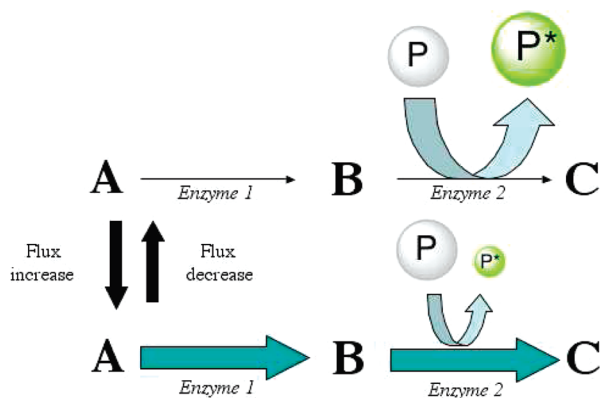 P P*
A Enzyme 1 B Enzyme 2 C
Flux increase
Flux decrease
P P*
A Enzyme 1 B Enzyme 2 C